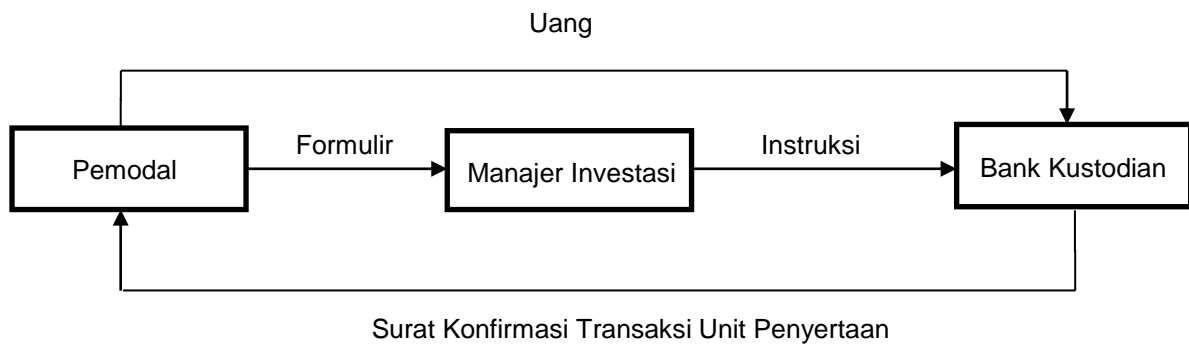 Uang
Formulir
Instruksi
Pemodal
Manajer Investasi
Bank Kustodian
Surat Konfirmasi Transaksi Unit Penyertaan